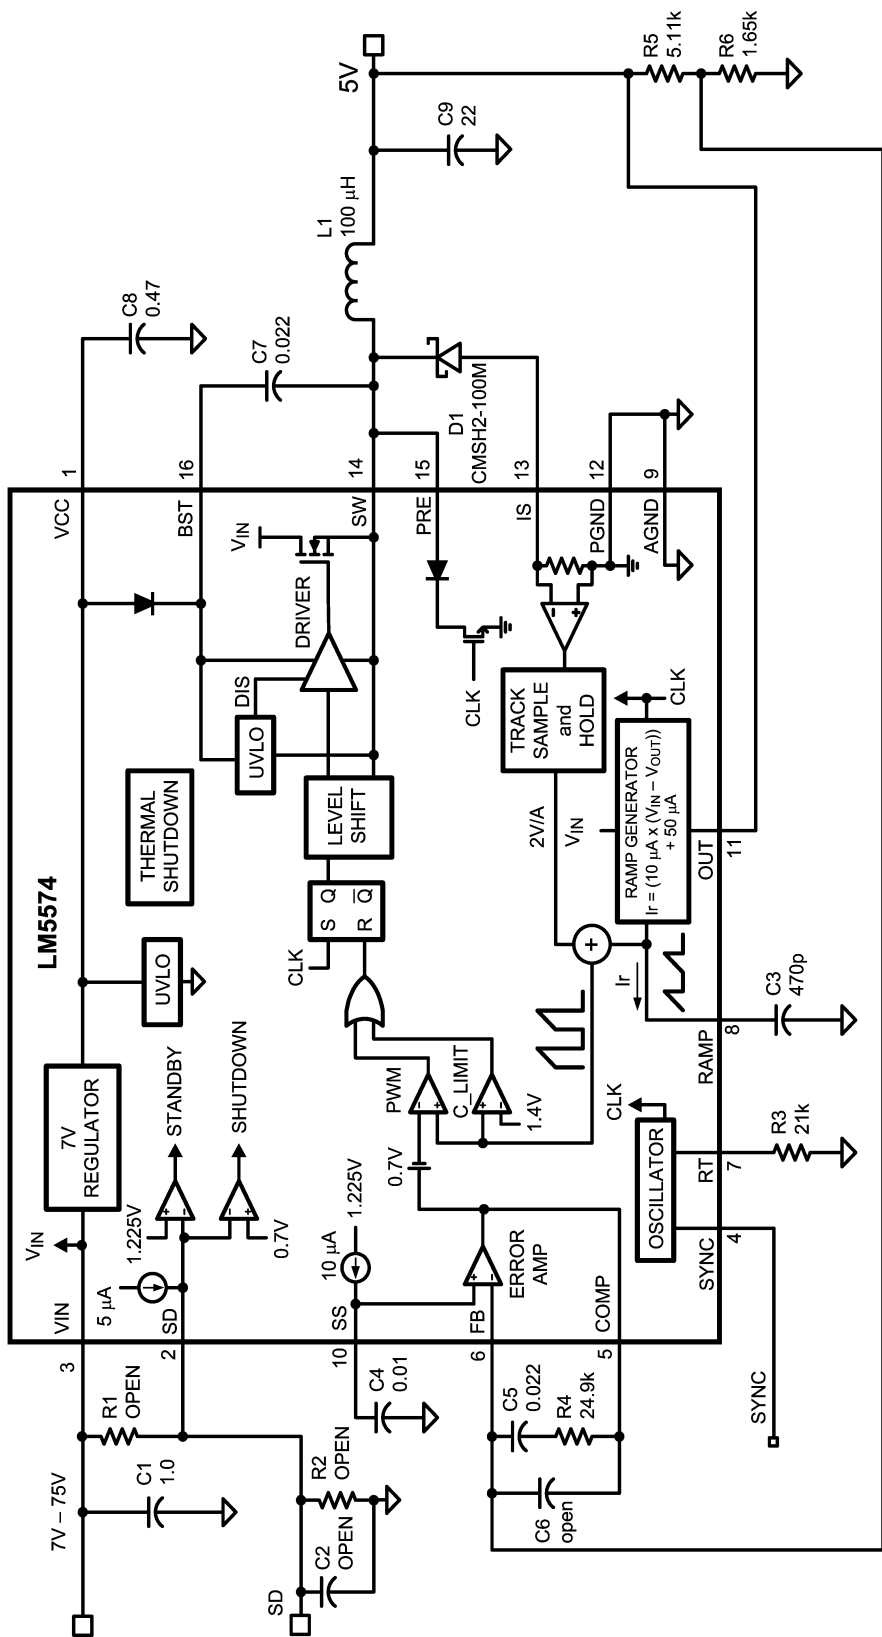 LM5574
7V – 75V
VIN
3
C1
1.0
R1
OPEN
SD
C2
OPEN
R2
OPEN
2
SD
5 µA
VIN
7V
REGULATOR
1.225V
STANDBY
0.7V
SHUTDOWN
UVLO
THERMAL
SHUTDOWN
VCC
1
C8
0.47
BST
16
C7
0.022
UVLO
DIS
DRIVER
VIN
LEVEL
SHIFT
SW
14
L1
100 µH
5V
C9
22
R5
5.11k
R6
1.65k
CLK
S Q
R Q
PRE
15
CLK
D1
CMSH2-100M
IS
13
PGND
12
AGND
9
10
SS
C4
0.01
10 µA
1.225V
PWM
0.7V
C_LIMIT
1.4V
6
FB
ERROR
AMP
COMP
5
C5
0.022
R4
24.9k
C6
open
TRACK
SAMPLE
and
HOLD
2V/A
+
VIN
RAMP GENERATOR
Ir = (10 µA x (VIN – VOUT))
+ 50 µA
CLK
Ir
OUT
11
RAMP
8
C3
470p
CLK
OSCILLATOR
RT
7
R3
21k
SYNC
4
SYNC